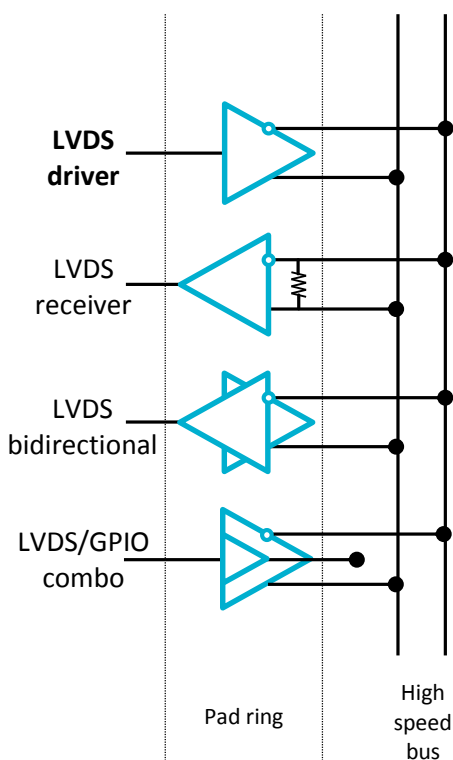 LVDS
driver
LVDS
receiver
LVDS
bidirectional
LVDS/GPIO
combo
Pad ring
High
speed
bus